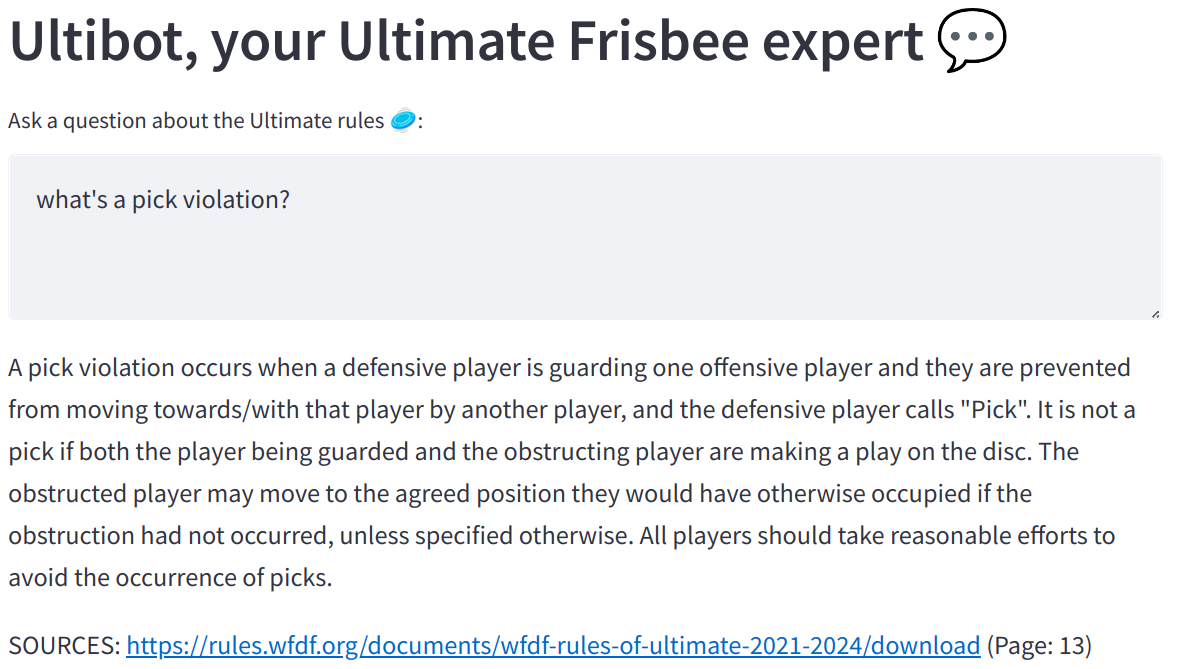 Ultibot, your Ultimate Frisbee expert 💬
Ask a question about the Ultimate rules 🥏:
what's a pick violation?
A pick violation occurs when a defensive player is guarding one offensive player and they are prevented
from moving towards/with that player by another player, and the defensive player calls "Pick". It is not a
pick if both the player being guarded and the obstructing player are making a play on the disc. The
obstructed player may move to the agreed position they would have otherwise occupied if the
obstruction had not occurred, unless specified otherwise. All players should take reasonable efforts to
avoid the occurrence of picks.
SOURCES: https://rules.wfdf.org/documents/wfdf-rules-of-ultimate-2021-2024/download (Page: 13)